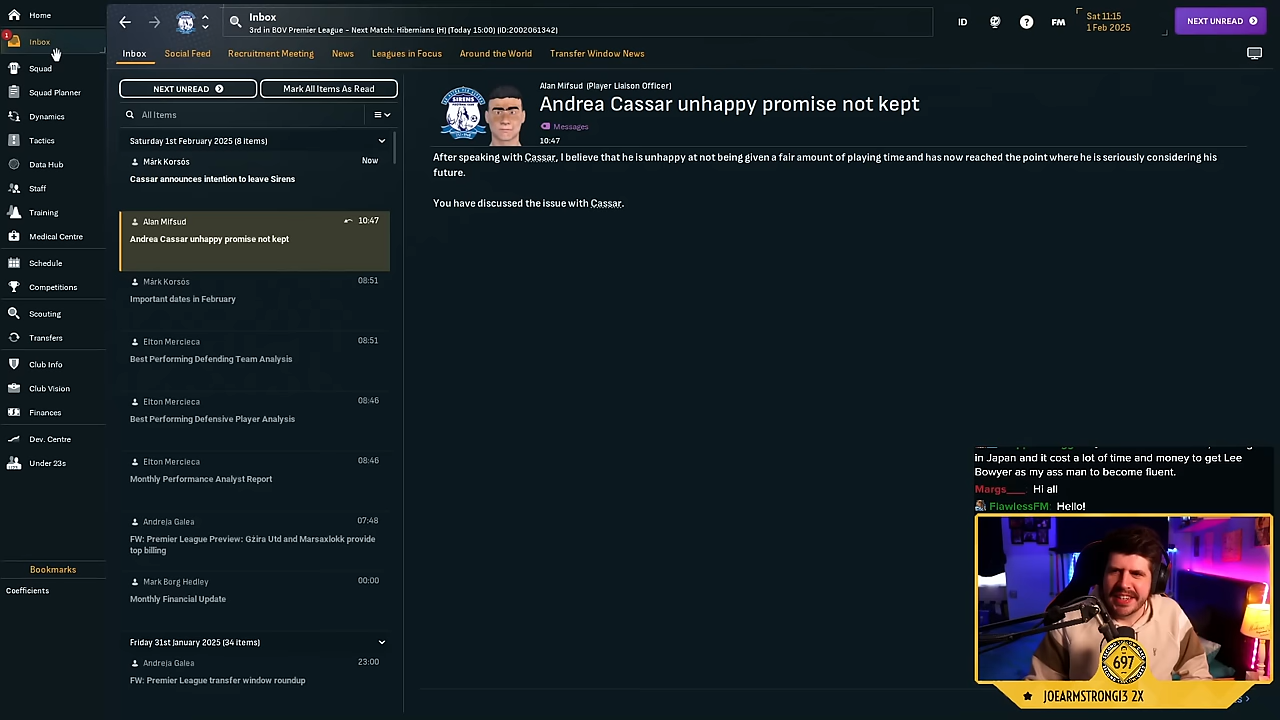 Home
1
Inbox
Squad
Squad Planner
Dynamics
Tactics
Data Hub
Staff
Training
Medical Centre
Schedule
Competitions
Scouting
Transfers
Club Info
Club Vision
Finances
Dev. Centre
Under 23s
Bookmarks
Coefficients
Inbox
3rd in BOV Premier League - Next Match: Hibernians (H) (Today 15:00) (ID:2002061342)
ID
?
FM
Sat 11:15
1 Feb 2025
NEXT UNREAD
Inbox
Social Feed
Recruitment Meeting
News
Leagues in Focus
Around the World
Transfer Window News
NEXT UNREAD
Mark All Items As Read
All Items
Saturday 1st February 2025 (8 Items)
Márk Korsós
Now
Cassar announces intention to leave Sirens
Alan Mifsud
10:47
Andrea Cassar unhappy promise not kept
Márk Korsós
08:51
Important dates in February
Elton Mercieca
08:51
Best Performing Defending Team Analysis
Elton Mercieca
08:46
Best Performing Defensive Player Analysis
Elton Mercieca
08:46
Monthly Performance Analyst Report
Andreja Galea
07:48
FW: Premier League Preview: Gżira Utd and Marsaxlokk provide
top billing
Mark Borg Hedley
00:00
Monthly Financial Update
Friday 31st January 2025 (34 items)
Andreja Galea
23:00
FW: Premier League transfer window roundup
SIRENS
Alan Mifsud (Player Liaison Officer)
Andrea Cassar unhappy promise not kept
Messages
10:47
After speaking with Cassar, I believe that he is unhappy at not being given a fair amount of playing time and has now reached the point where he is seriously considering his
future.
You have discussed the issue with Cassar.
in Japan and it cost a lot of time and money to get Lee
Bowyer as my ass man to become fluent.
Margs___ Hi all
FlawlessFM: Hello!
697
JOEARMSTRONG13 2X